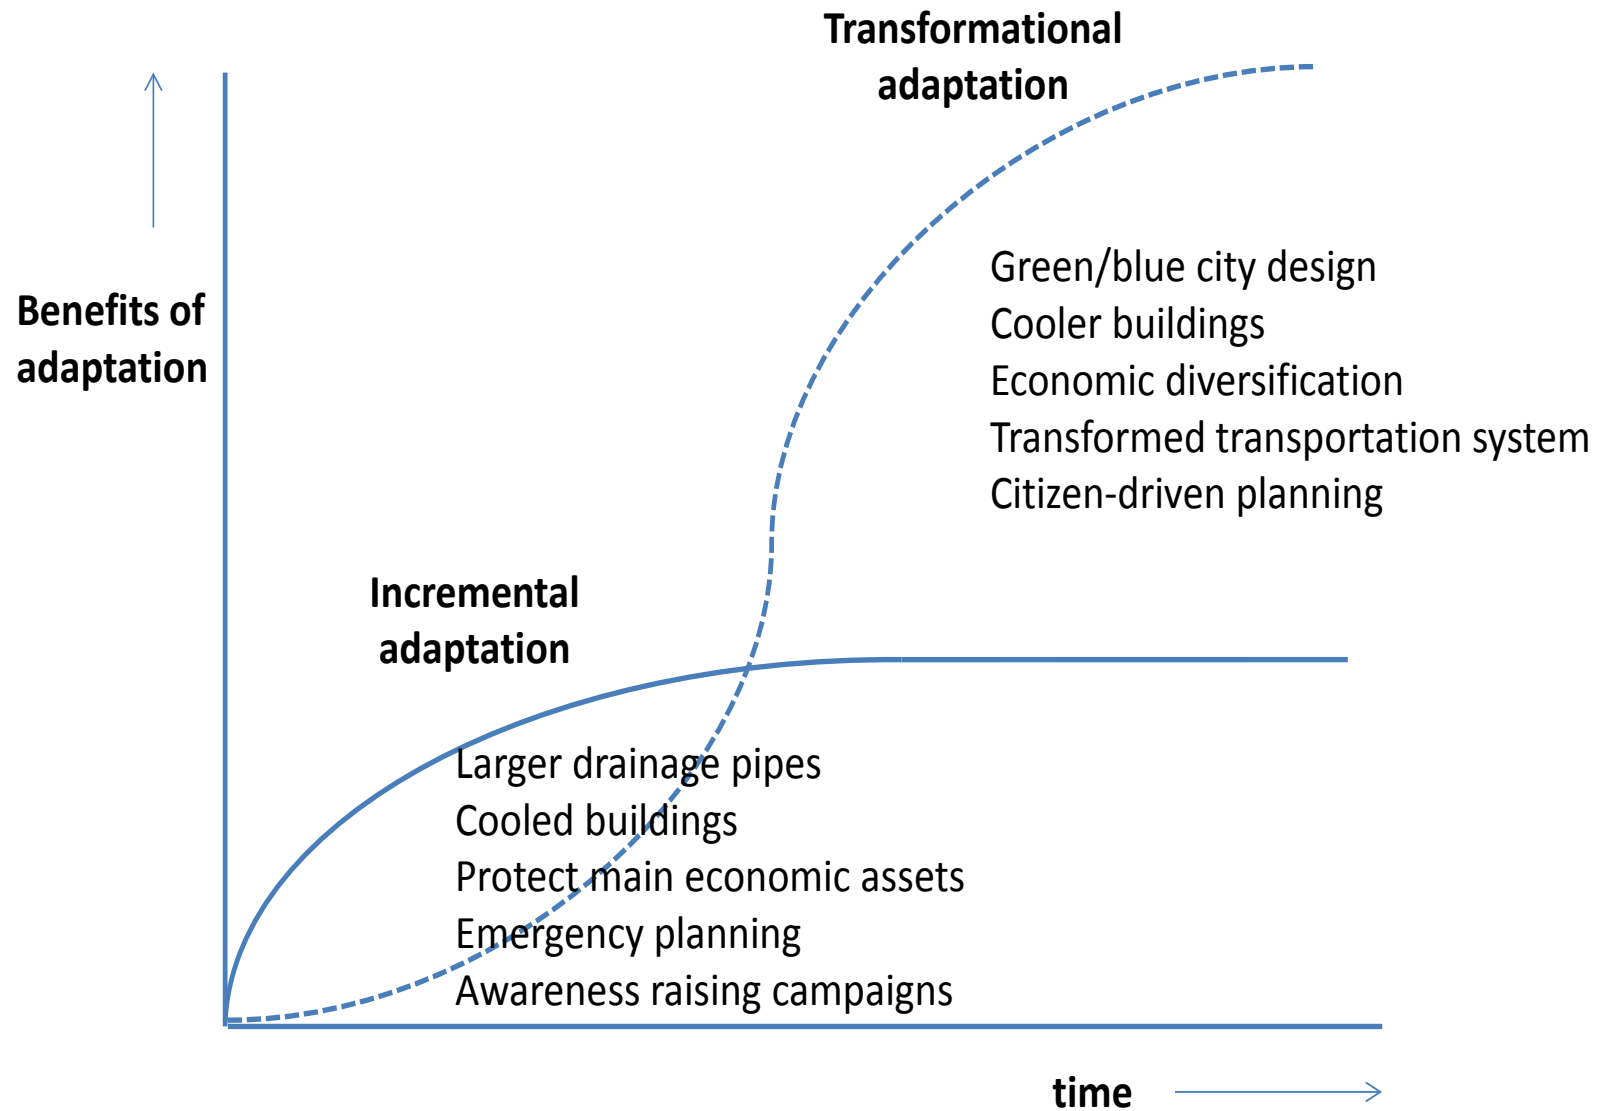 Transformational
adaptation
Benefits of
adaptation
Green/blue city design
Cooler buildings
Economic diversification
Transformed transportation system
Citizen-driven planning
Incremental
adaptation
Larger drainage pipes
Cooled buildings
Protect main economic assets
Emergency planning
Awareness raising campaigns
time